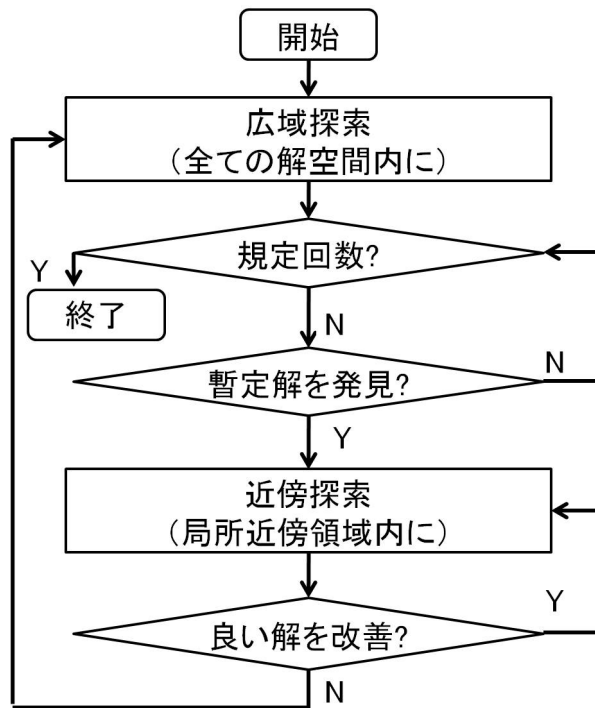 開始
広域探索
(全ての解空間内に)
規定回数?
Y
終了
N
暫定解を発見?
N
Y
近傍探索
(局所近傍領域内に)
Y
良い解を改善?
N